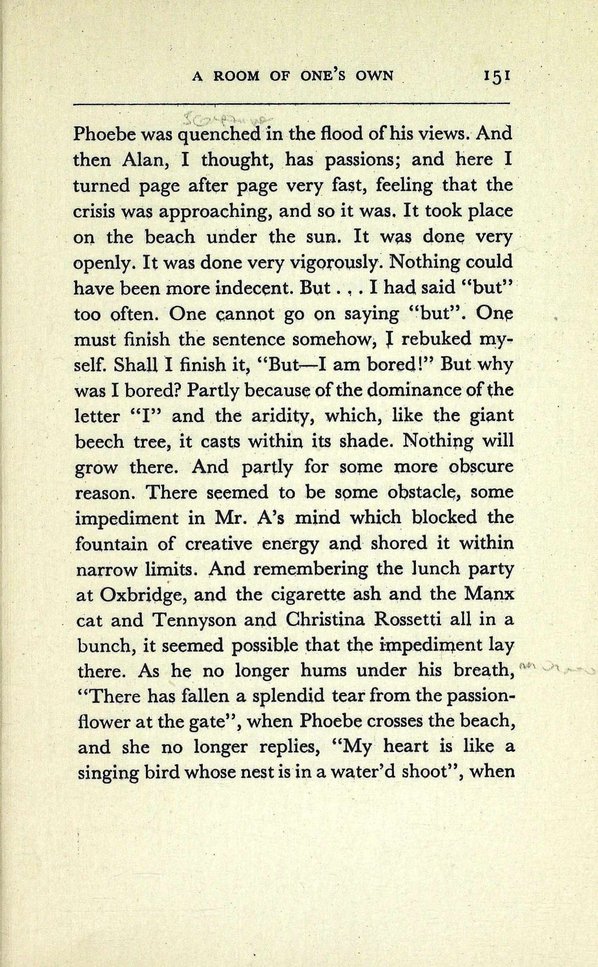 A ROOM OF ONE'S OWN 151
Phoebe was quenched in the flood of his views. And
then Alan, I thought, has passions; and here I
turned page after page very fast, feeling that the
crisis was approaching, and so it was. It took place
on the beach under the sun. It was done very
openly. It was done very vigorously. Nothing could
have been more indecent. But . . . I had said “but”
too often. One cannot go on saying “but”. One
must finish the sentence somehow, I rebuked my-
self. Shall I finish it, “But—I am bored!” But why
was I bored? Partly because of the dominance of the
letter “I” and the aridity, which, like the giant
beech tree, it casts within its shade. Nothing will
grow there. And partly for some more obscure
reason. There seemed to be some obstacle, some
impediment in Mr. A's mind which blocked the
fountain of creative energy and shored it within
narrow limits. And remembering the lunch party
at Oxbridge, and the cigarette ash and the Manx
cat and Tennyson and Christina Rossetti all in a
bunch, it seemed possible that the impediment lay
there. As he no longer hums under his breath,
“There has fallen a splendid tear from the passion-
flower at the gate”, when Phoebe crosses the beach,
and she no longer replies, “My heart is like a
singing bird whose nest is in a water'd shoot”, when